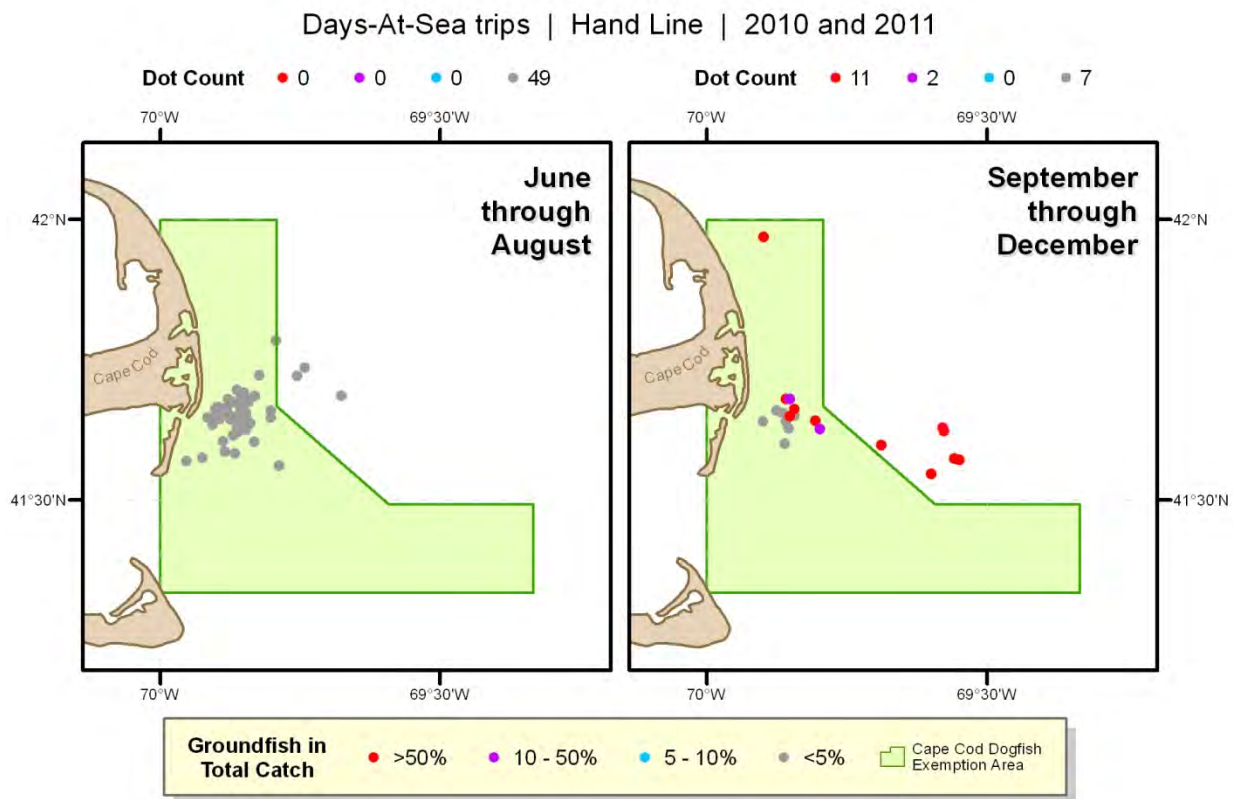 Days-At-Sea trips | Hand Line | 2010 and 2011
Dot Count 0 0 0 49
Dot Count 11 2 0 7
70°W 69°30'W
70°W 69°30'W
June
through
August
September
through
December
42°N
42°N
Cape Cod
Cape Cod
41°30'N
41°30'N
70°W 69°30'W
70°W 69°30'W
Groundfish in
Total Catch
>50% 10 - 50% 5 - 10% <5%
Cape Cod Dogfish
Exemption Area